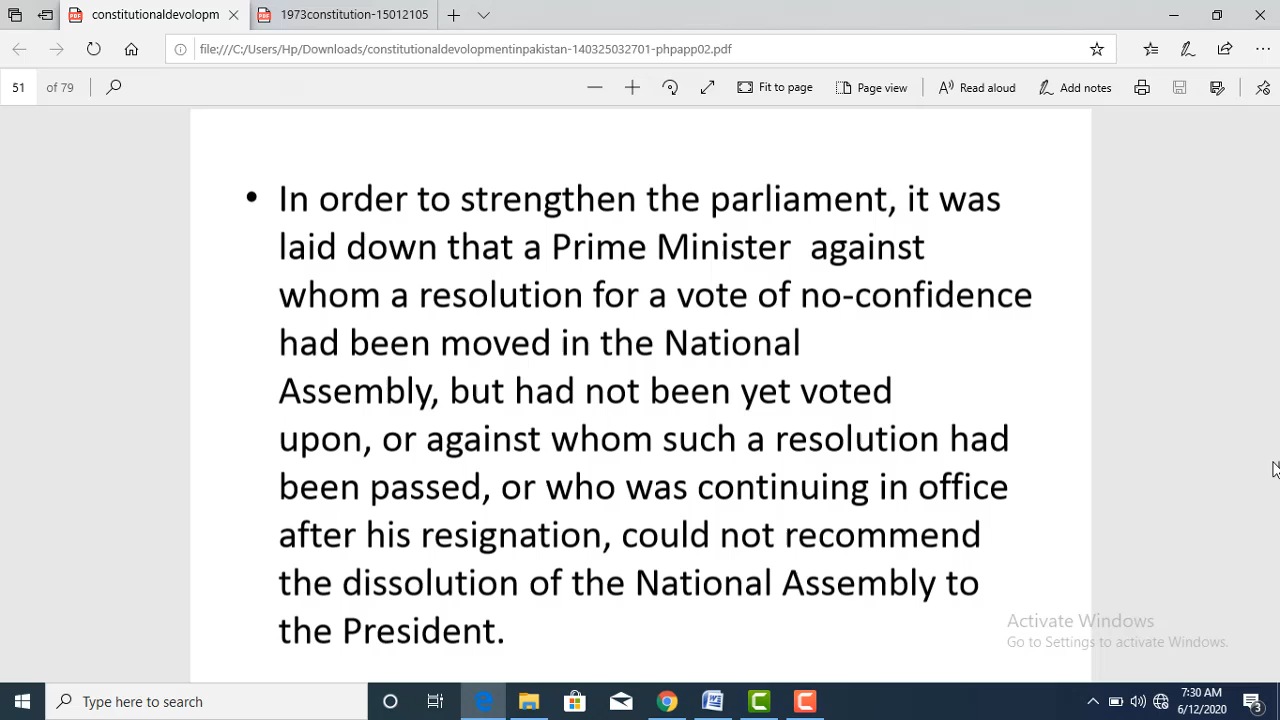 constitutionaldevolopm
1973constitution-15012105
file:///C:/Users/Hp/Downloads/constitutionaldevolopmentinpakistan-140325032701-phpapp02.pdf
51 of 79 Fit to page Page view Read aloud Add notes
• In order to strengthen the parliament, it was
laid down that a Prime Minister against
whom a resolution for a vote of no-confidence
had been moved in the National
Assembly, but had not been yet voted
upon, or against whom such a resolution had
been passed, or who was continuing in office
after his resignation, could not recommend
the dissolution of the National Assembly to
the President.
Activate Windows
Go to Settings to activate Windows.
Type here to search
7:30 AM
6/12/2020
3